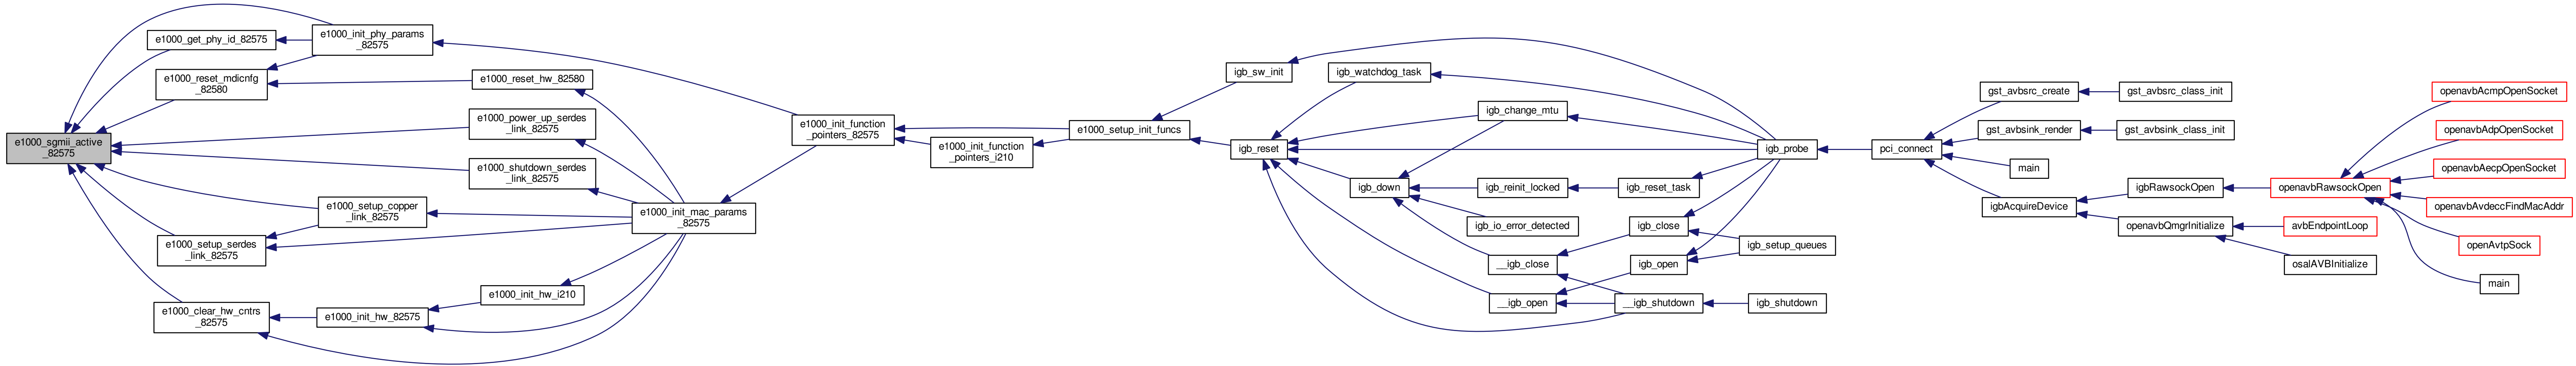 e1000_sgmii_active
_82575
e1000_get_phy_id_82575
e1000_reset_mdicnfg
_82580
e1000_setup_serdes
_link_82575
e1000_clear_hw_cntrs
_82575
e1000_init_phy_params
_82575
e1000_reset_hw_82580
e1000_power_up_serdes
_link_82575
e1000_shutdown_serdes
_link_82575
e1000_setup_copper
_link_82575
e1000_init_hw_82575
e1000_init_hw_i210
e1000_init_mac_params
_82575
e1000_init_function
_pointers_82575
e1000_init_function
_pointers_i210
e1000_setup_init_funcs
igb_sw_init
igb_reset
igb_watchdog_task
igb_down
igb_change_mtu
igb_reinit_locked
igb_io_error_detected
__igb_close
__igb_open
igb_reset_task
igb_close
igb_open
__igb_shutdown
igb_probe
igb_setup_queues
igb_shutdown
pci_connect
gst_avbsrc_create
gst_avbsink_render
main
igbAcquireDevice
gst_avbsrc_class_init
gst_avbsink_class_init
igbRawsockOpen
openavbQmgrInitialize
openavbRawsockOpen
avbEndpointLoop
osalAVBInitialize
openavbAcmpOpenSocket
openavbAdpOpenSocket
openavbAecpOpenSocket
openavbAvdeccFindMacAddr
openAvtpSock
main